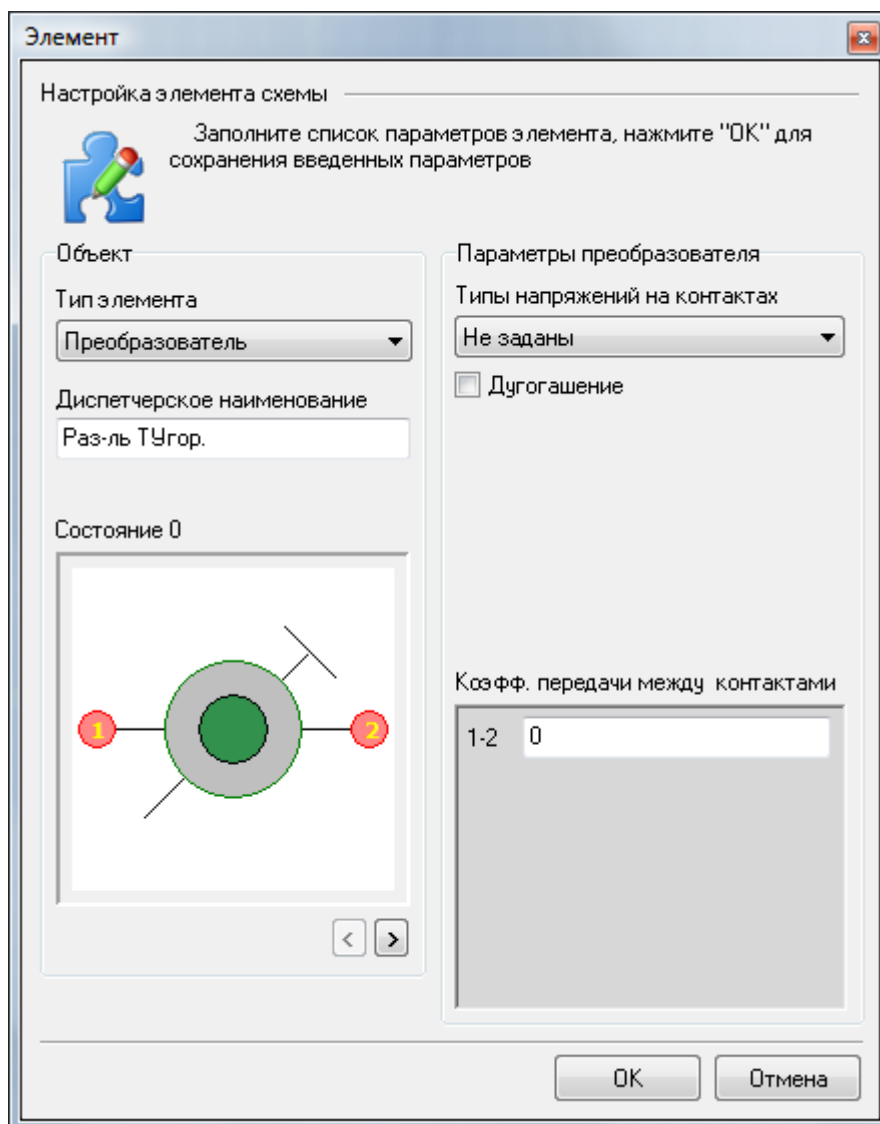 Элемент
Настройка элемента схемы
Заполните список параметров элемента, нажмите "ОК" для
сохранения введенных параметров
Объект
Тип элемента
Преобразователь
Диспетчерское наименование
Раз-ль ТУгор.
Состояние 0
1
2
<
>
Параметры преобразователя
Типы напряжений на контактах
Не заданы
Дугогашение
Коэфф. передачи между контактами
1-2
0
ОК
Отмена